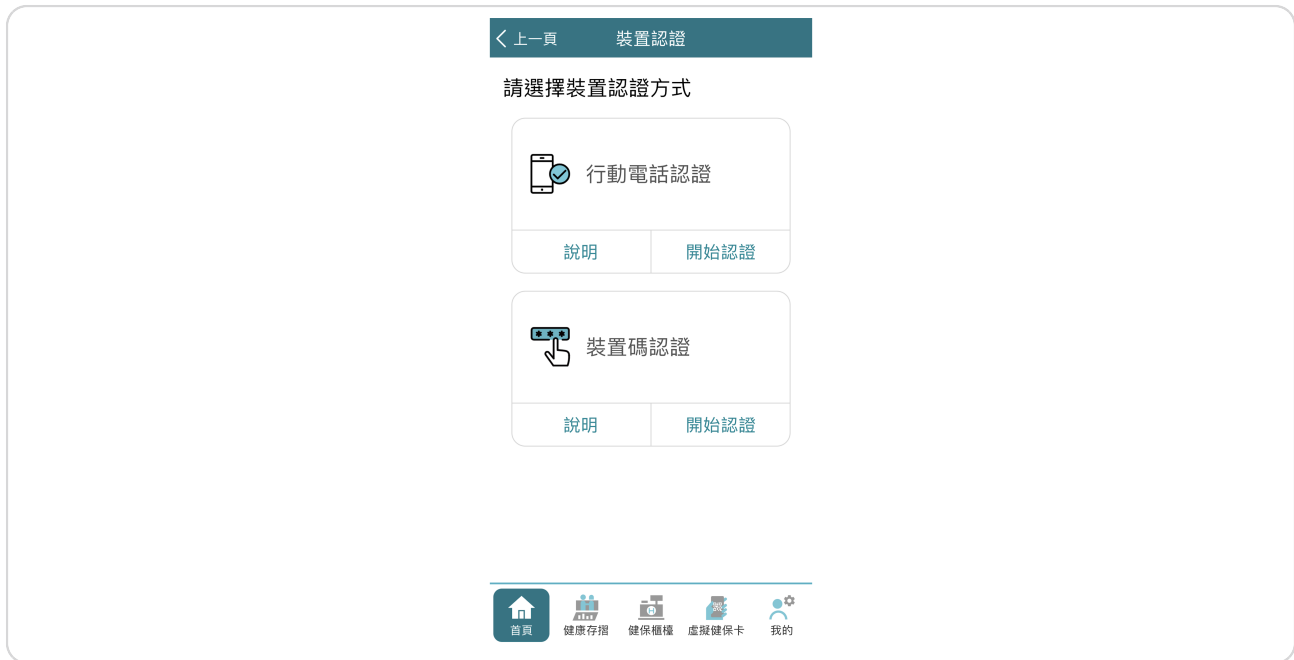 上一頁 裝置認證
請選擇裝置認證方式
行動電話認證
說明 開始認證
***
裝置碼認證
說明 開始認證
首頁 健康存摺 健保櫃檯 虛擬健保卡 我的